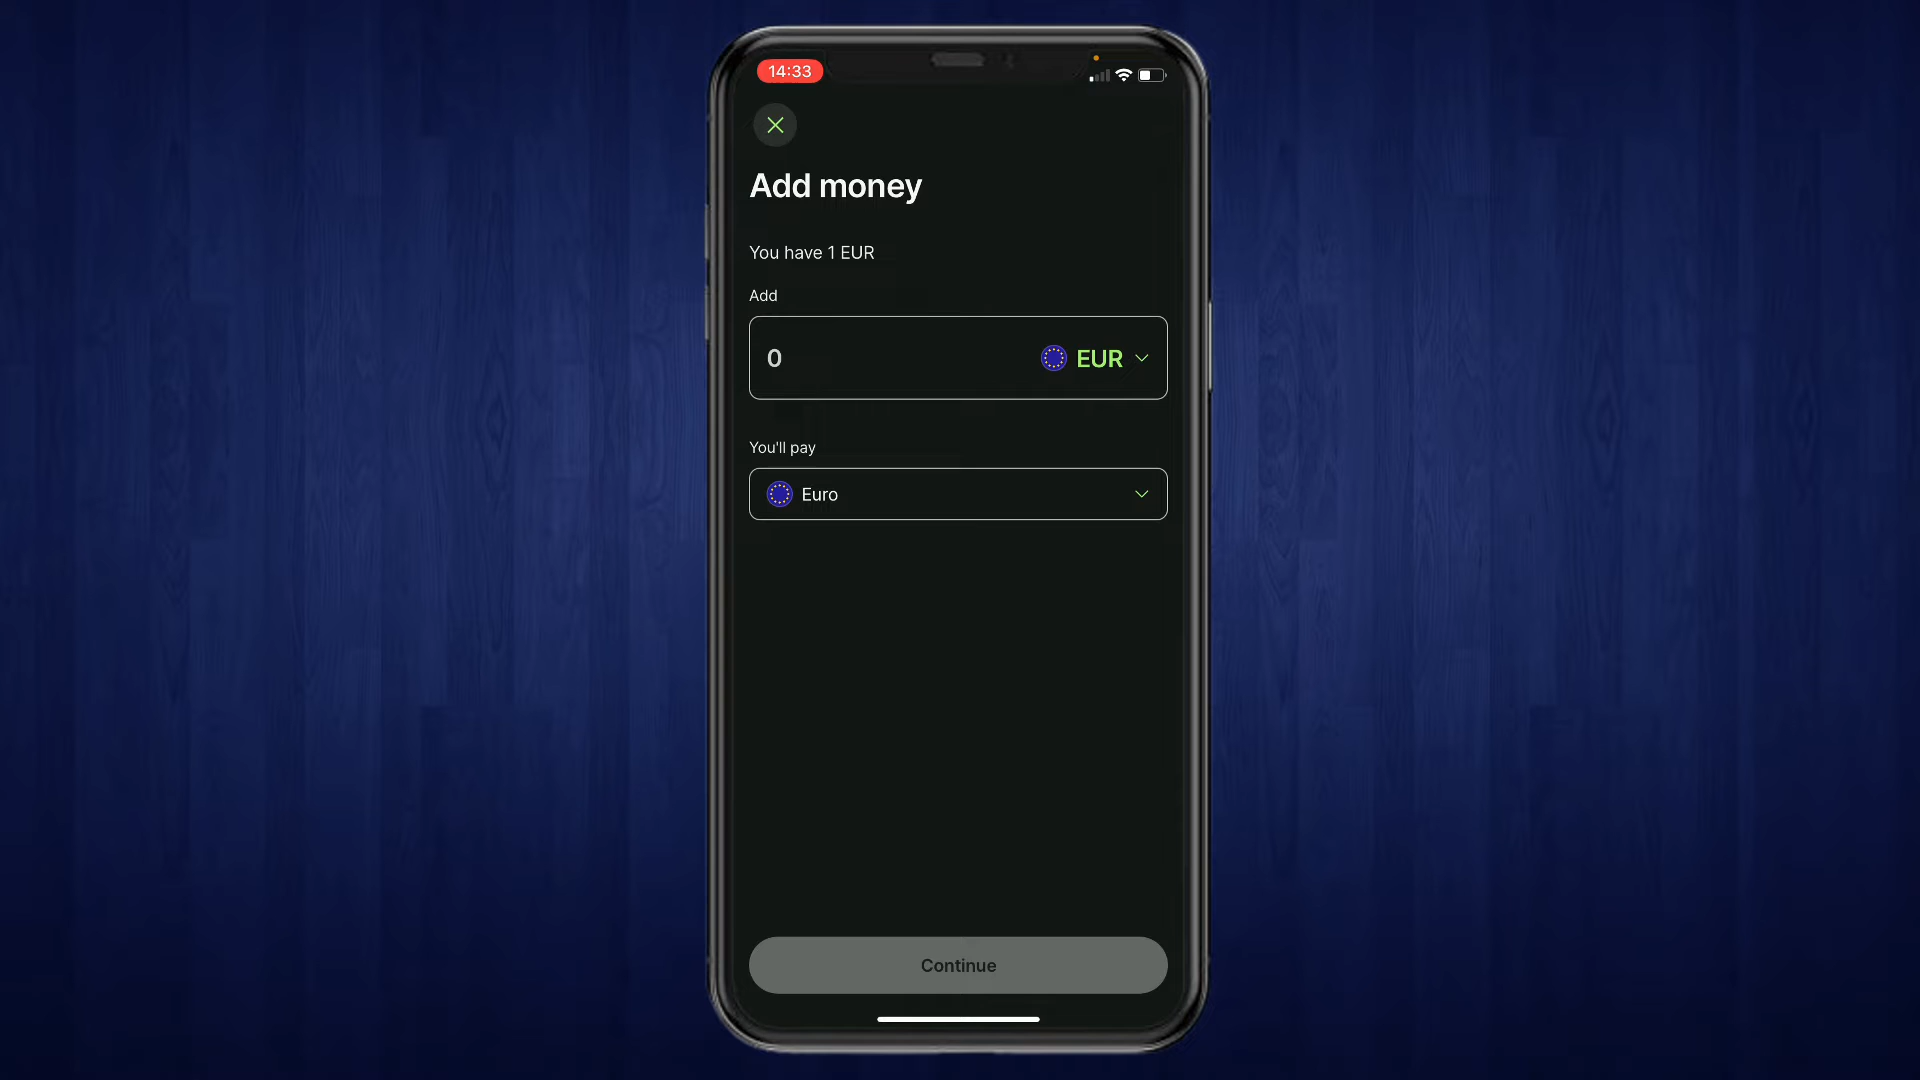 14:33
Add money
You have 1 EUR
Add
0 EUR
You'll pay
Euro
Continue